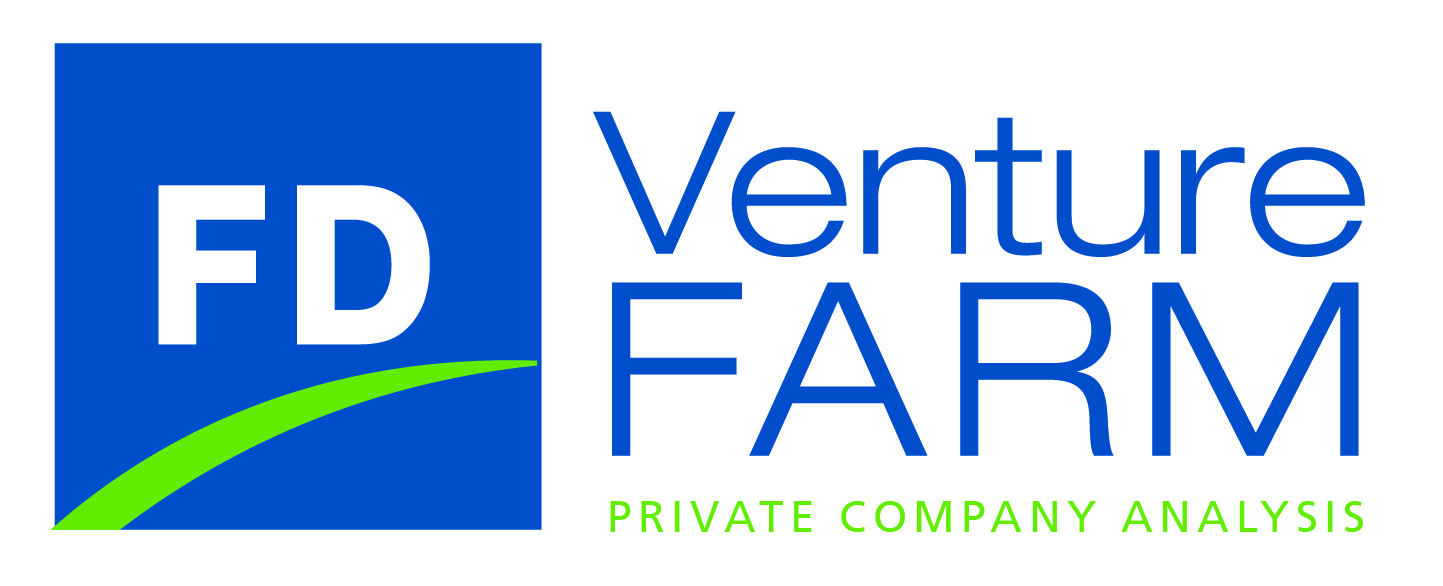 FD
Venture
FARM
PRIVATE COMPANY ANALYSIS